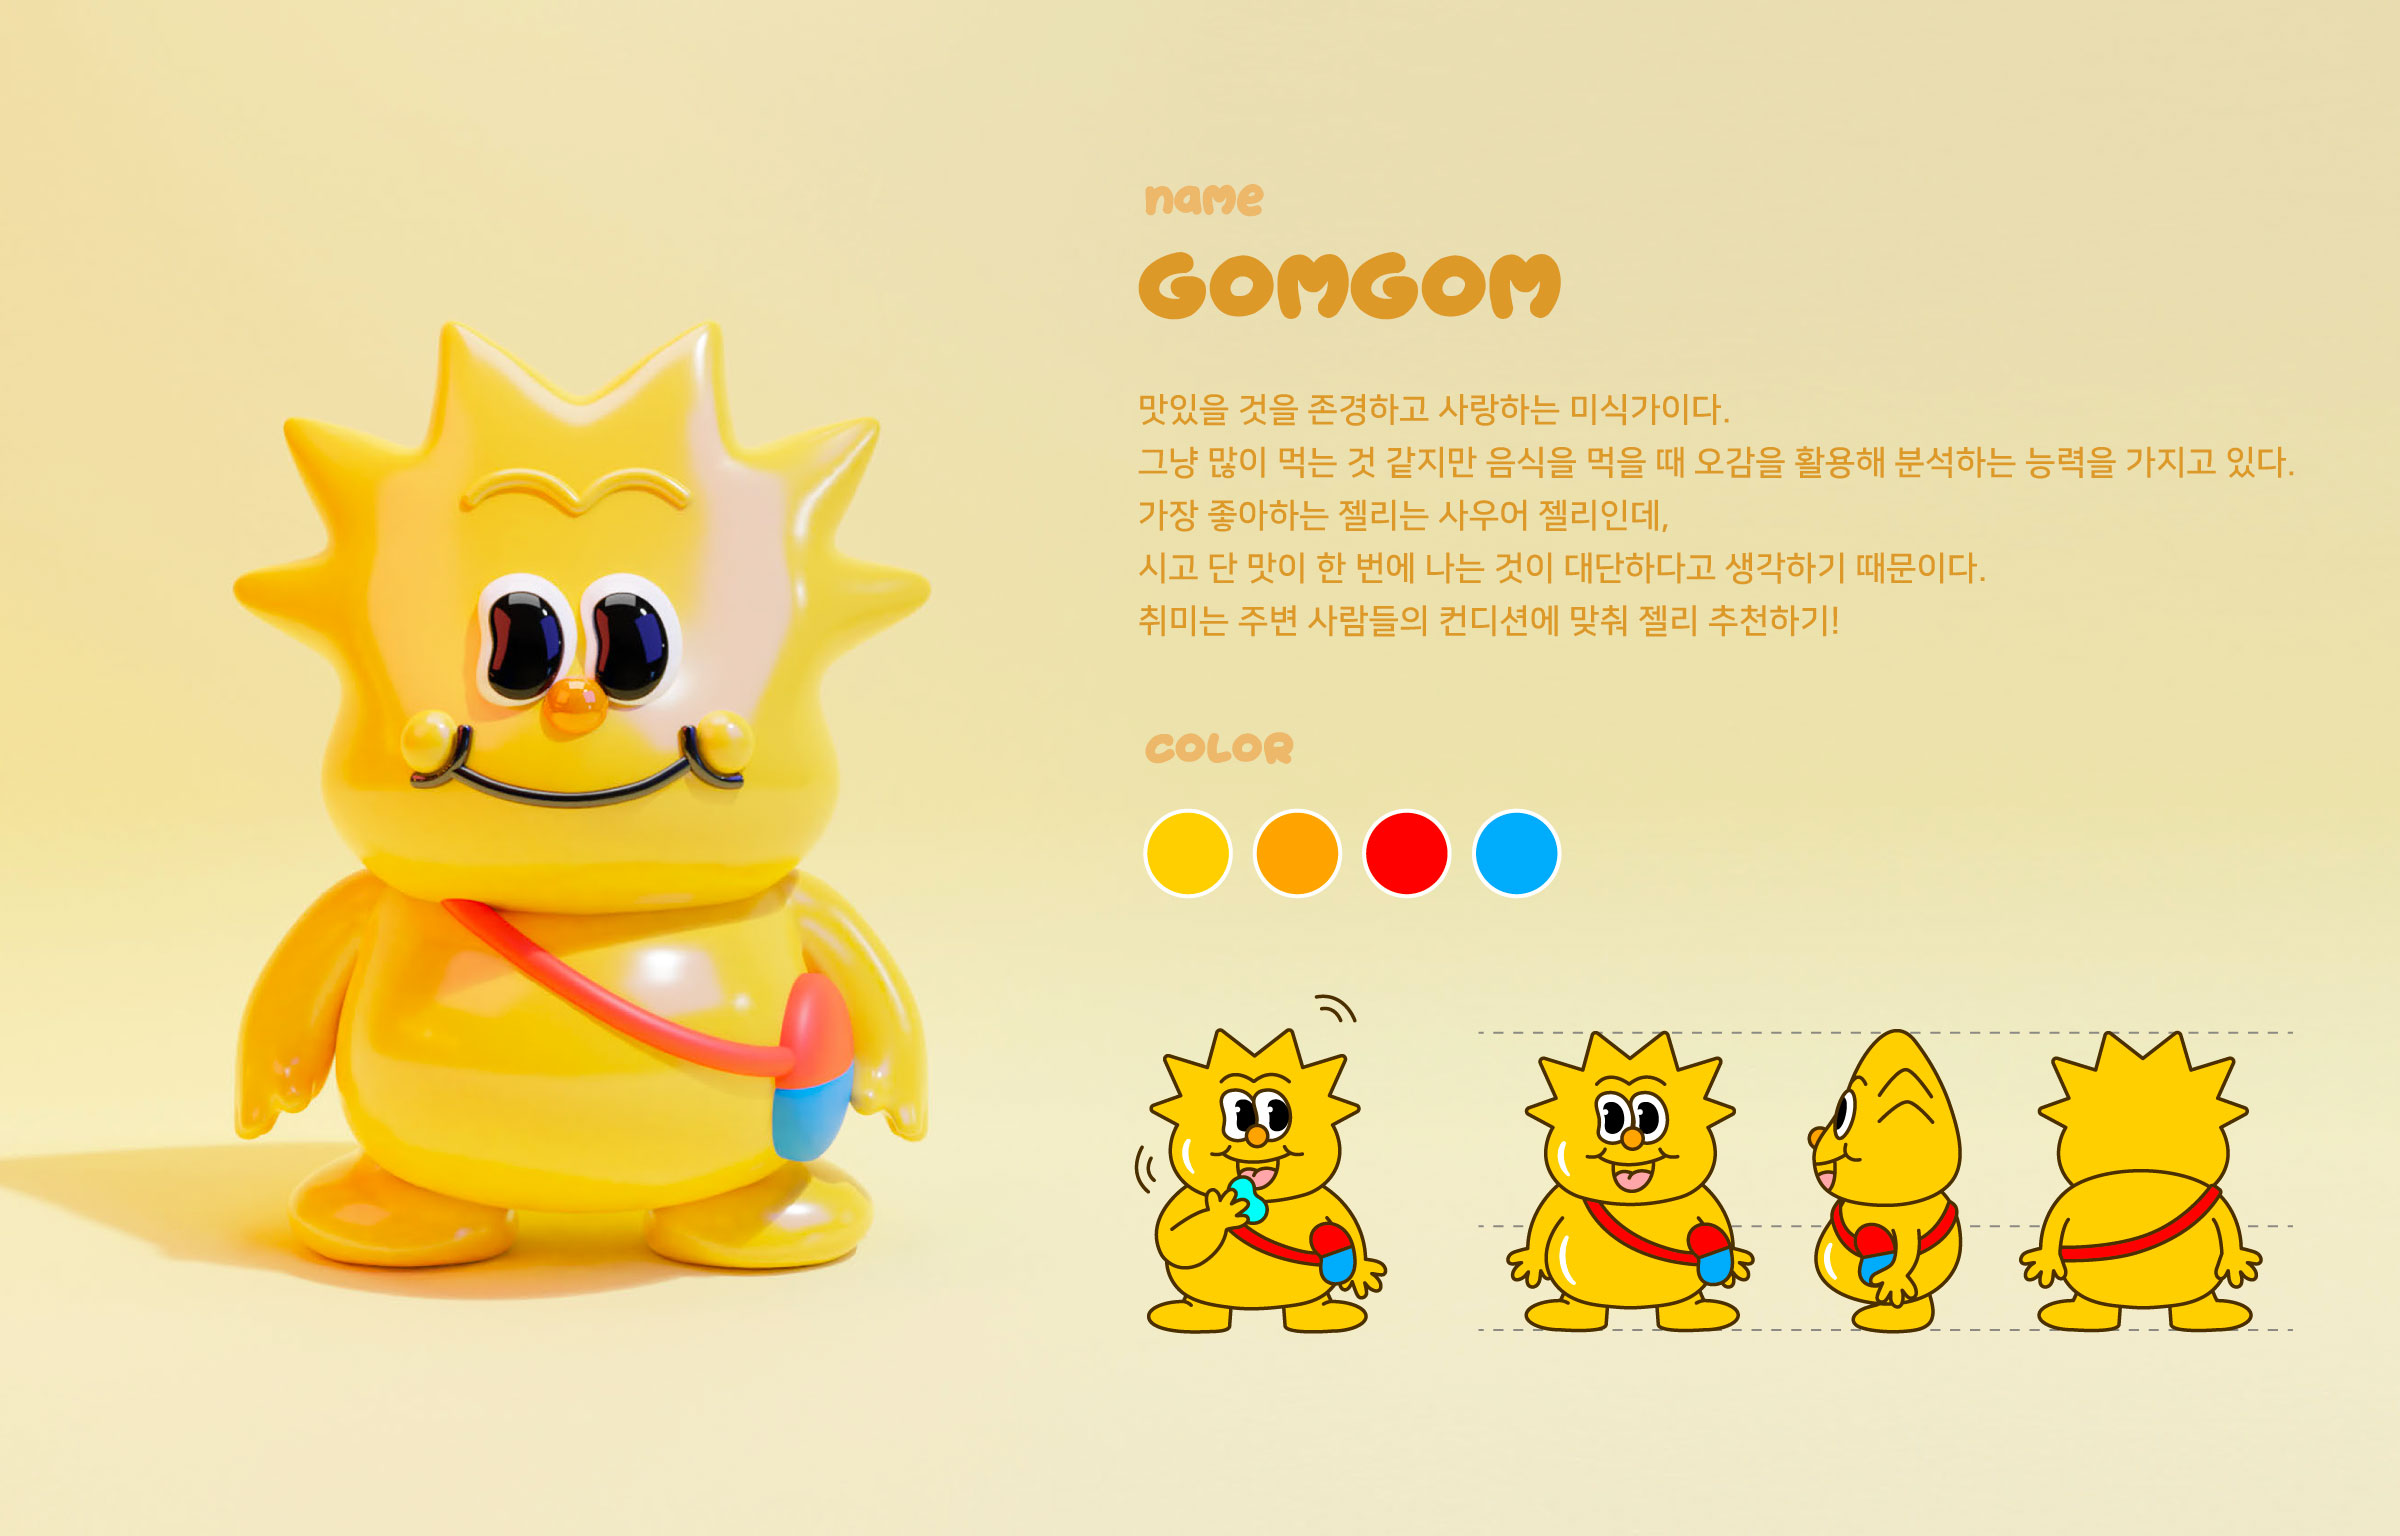 name
GOMGOM
맛있을 것을 존경하고 사랑하는 미식가이다.
그냥 많이 먹는 것 같지만 음식을 먹을 때 오감을 활용해 분석하는 능력을 가지고 있다.
가장 좋아하는 젤리는 사우어 젤리인데,
시고 단 맛이 한 번에 나는 것이 대단하다고 생각하기 때문이다.
취미는 주변 사람들의 컨디션에 맞춰 젤리 추천하기!
COLOR